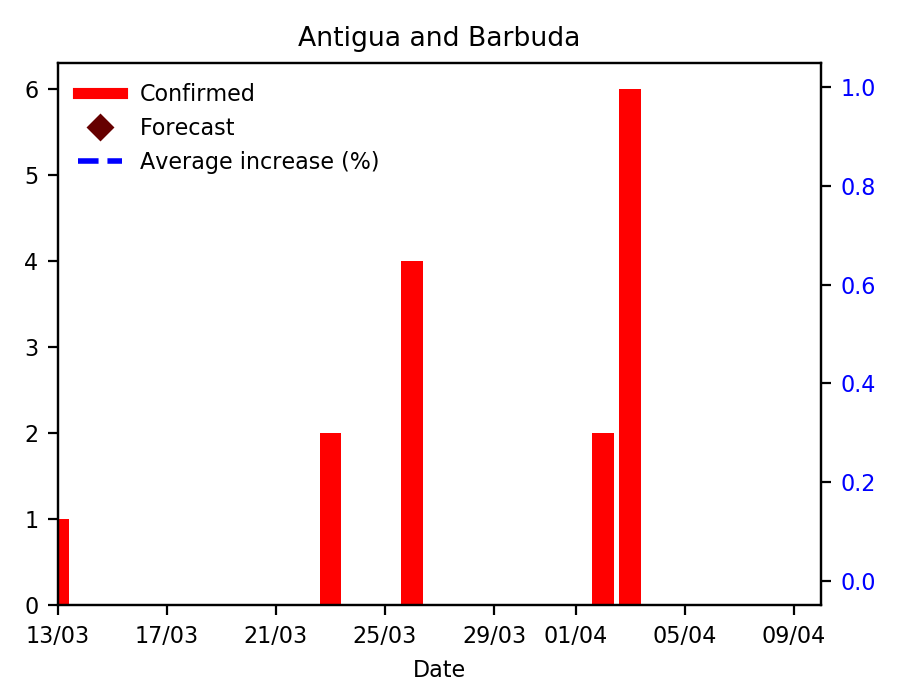 Antigua and Barbuda
Confirmed
Forecast
Average increase (%)
6
5
4
3
2
1
0
1.0
0.8
0.6
0.4
0.2
0.0
13/03 17/03 21/03 25/03 29/03 01/04 05/04 09/04
Date